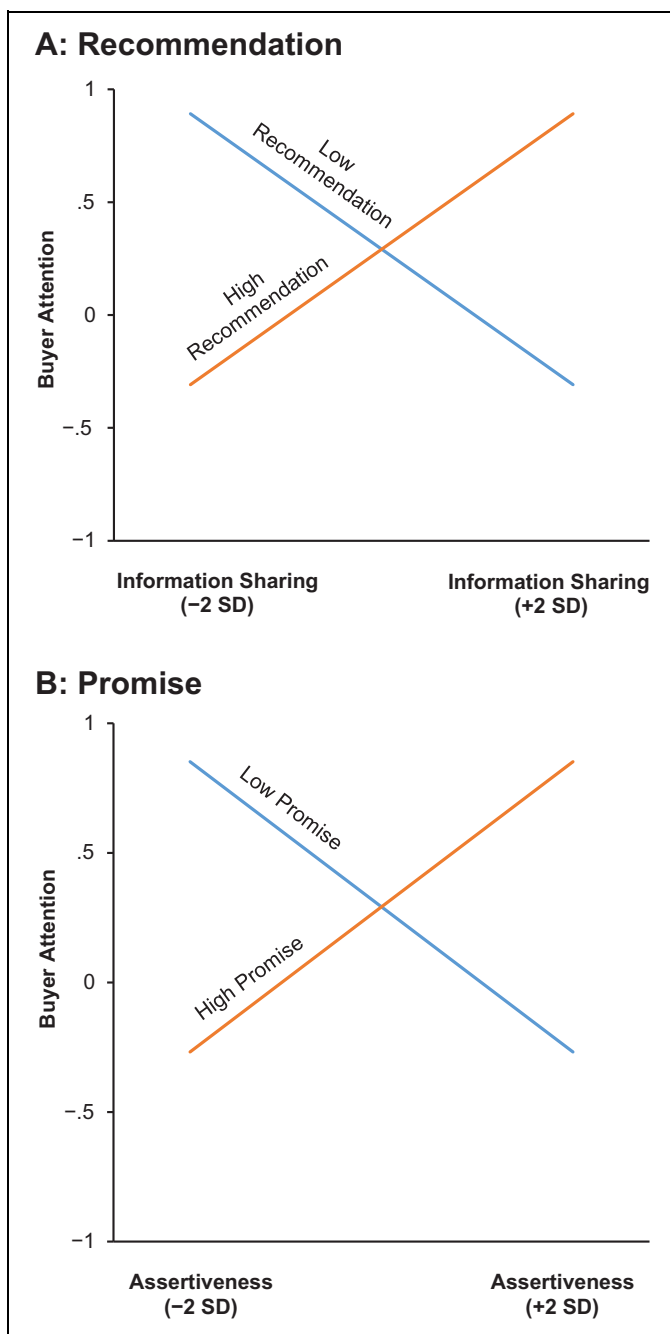 A: Recommendation
1
.5
0
−.5
−1
Buyer Attention
Low
Recommendation
High
Recommendation
Information Sharing
(−2 SD)
Information Sharing
(+2 SD)
B: Promise
1
.5
0
−.5
−1
Buyer Attention
Low Promise
High Promise
Assertiveness
(−2 SD)
Assertiveness
(+2 SD)